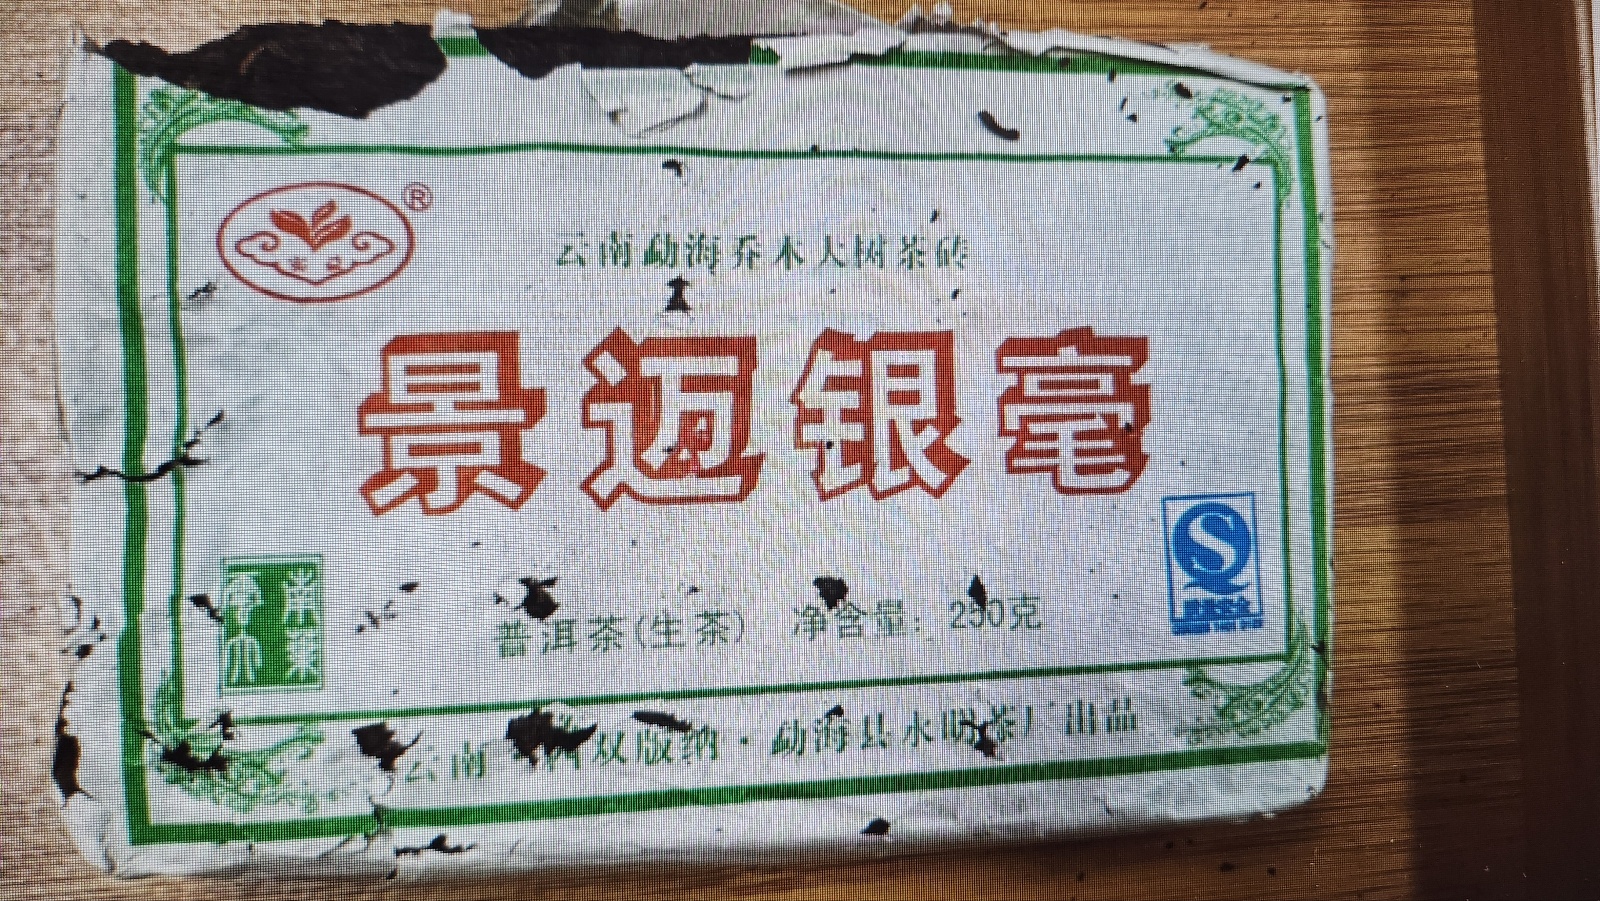 ®
云南勐海乔木大树茶砖
景迈银毫
普洱茶(生茶) 净含量: 250克
云南 双版纳·勐海县永明茶厂出品